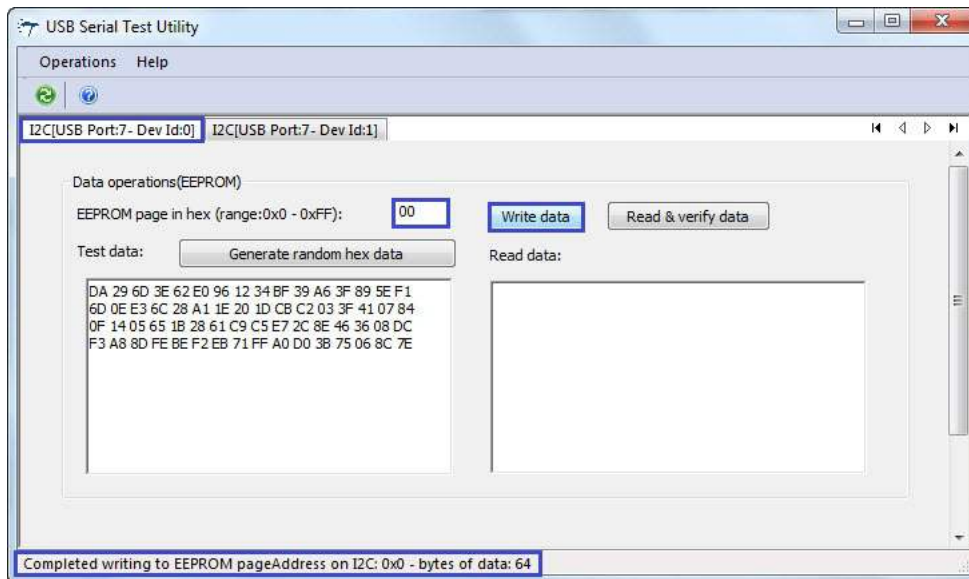 USB Serial Test Utility
Operations Help
I2C[USB Port:7- Dev Id:0] I2C[USB Port:7- Dev Id:1]
Data operations(EEPROM)
EEPROM page in hex (range:0x0 - 0xFF): 00 Write data Read & verify data
Test data: Generate random hex data Read data:
DA 29 6D 3E 62 E0 96 12 34 BF 39 A6 3F 89 5E F1
6D 0E E3 6C 28 A1 1E 20 1D CB C2 03 3F 41 07 84
0F 14 05 65 1B 28 61 C9 C5 E7 2C 8E 46 36 08 DC
F3 A8 8D FE BE F2 EB 71 FF A0 D0 3B 75 06 8C 7E
Completed writing to EEPROM pageAddress on I2C: 0x0 - bytes of data: 64